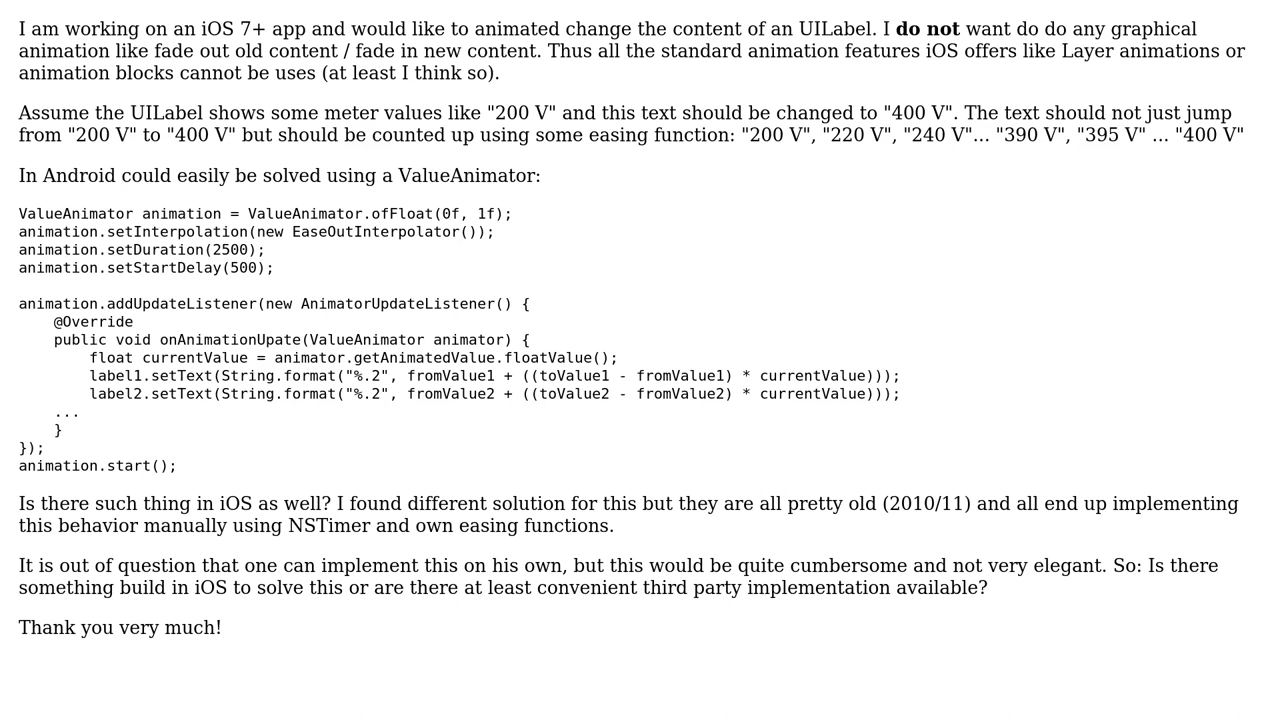 I am working on an iOS 7+ app and would like to animated change the content of an UILabel. I do not want do do any graphical
animation like fade out old content / fade in new content. Thus all the standard animation features iOS offers like Layer animations or
animation blocks cannot be uses (at least I think so).
Assume the UILabel shows some meter values like "200 V" and this text should be changed to "400 V". The text should not just jump
from "200 V" to "400 V" but should be counted up using some easing function: "200 V", "220 V", "240 V"... "390 V", "395 V" ... "400 V"
In Android could easily be solved using a ValueAnimator:
ValueAnimator animation = ValueAnimator.ofFloat(0f, 1f);
animation.setInterpolation(new EaseOutInterpolator());
animation.setDuration(2500);
animation.setStartDelay(500);
animation.addUpdateListener(new AnimatorUpdateListener() {
    @Override
    public void onAnimationUpate(ValueAnimator animator) {
        float currentValue = animator.getAnimatedValue.floatValue();
        label1.setText(String.format("%.2", fromValue1 + ((toValue1 - fromValue1) * currentValue)));
        label2.setText(String.format("%.2", fromValue2 + ((toValue2 - fromValue2) * currentValue)));
    ...
    }
});
animation.start();
Is there such thing in iOS as well? I found different solution for this but they are all pretty old (2010/11) and all end up implementing
this behavior manually using NSTimer and own easing functions.
It is out of question that one can implement this on his own, but this would be quite cumbersome and not very elegant. So: Is there
something build in iOS to solve this or are there at least convenient third party implementation available?
Thank you very much!